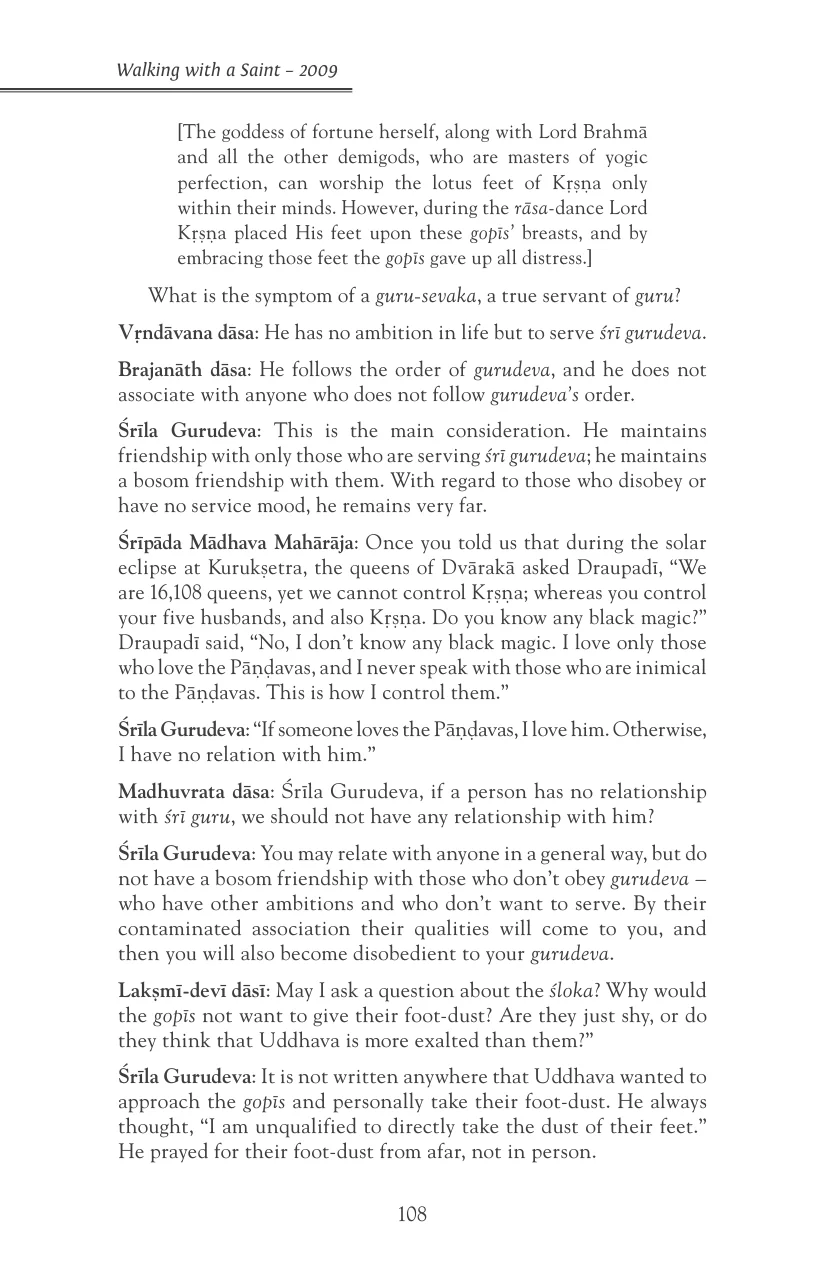 Walking with a Saint – 2009
[The goddess of fortune herself, along with Lord Brahmā
and all the other demigods, who are masters of yogic
perfection, can worship the lotus feet of Kṛṣṇa only
within their minds. However, during the rāsa-dance Lord
Kṛṣṇa placed His feet upon these gopīs’ breasts, and by
embracing those feet the gopīs gave up all distress.]
What is the symptom of a guru-sevaka, a true servant of guru?
Vṛndāvana dāsa: He has no ambition in life but to serve śrī gurudeva.
Brajanāth dāsa: He follows the order of gurudeva, and he does not
associate with anyone who does not follow gurudeva’s order.
Śrīla Gurudeva: This is the main consideration. He maintains
friendship with only those who are serving śrī gurudeva; he maintains
a bosom friendship with them. With regard to those who disobey or
have no service mood, he remains very far.
Śrīpāda Mādhava Mahārāja: Once you told us that during the solar
eclipse at Kurukṣetra, the queens of Dvārakā asked Draupadī, “We
are 16,108 queens, yet we cannot control Kṛṣṇa; whereas you control
your five husbands, and also Kṛṣṇa. Do you know any black magic?”
Draupadī said, “No, I don’t know any black magic. I love only those
who love the Pāṇḍavas, and I never speak with those who are inimical
to the Pāṇḍavas. This is how I control them.”
Śrīla Gurudeva: “If someone loves the Pāṇḍavas, I love him. Otherwise,
I have no relation with him.”
Madhuvrata dāsa: Śrīla Gurudeva, if a person has no relationship
with śrī guru, we should not have any relationship with him?
Śrīla Gurudeva: You may relate with anyone in a general way, but do
not have a bosom friendship with those who don’t obey gurudeva –
who have other ambitions and who don’t want to serve. By their
contaminated association their qualities will come to you, and
then you will also become disobedient to your gurudeva.
Lakṣmī-devī dāsī: May I ask a question about the śloka? Why would
the gopīs not want to give their foot-dust? Are they just shy, or do
they think that Uddhava is more exalted than them?”
Śrīla Gurudeva: It is not written anywhere that Uddhava wanted to
approach the gopīs and personally take their foot-dust. He always
thought, “I am unqualified to directly take the dust of their feet.”
He prayed for their foot-dust from afar, not in person.
108